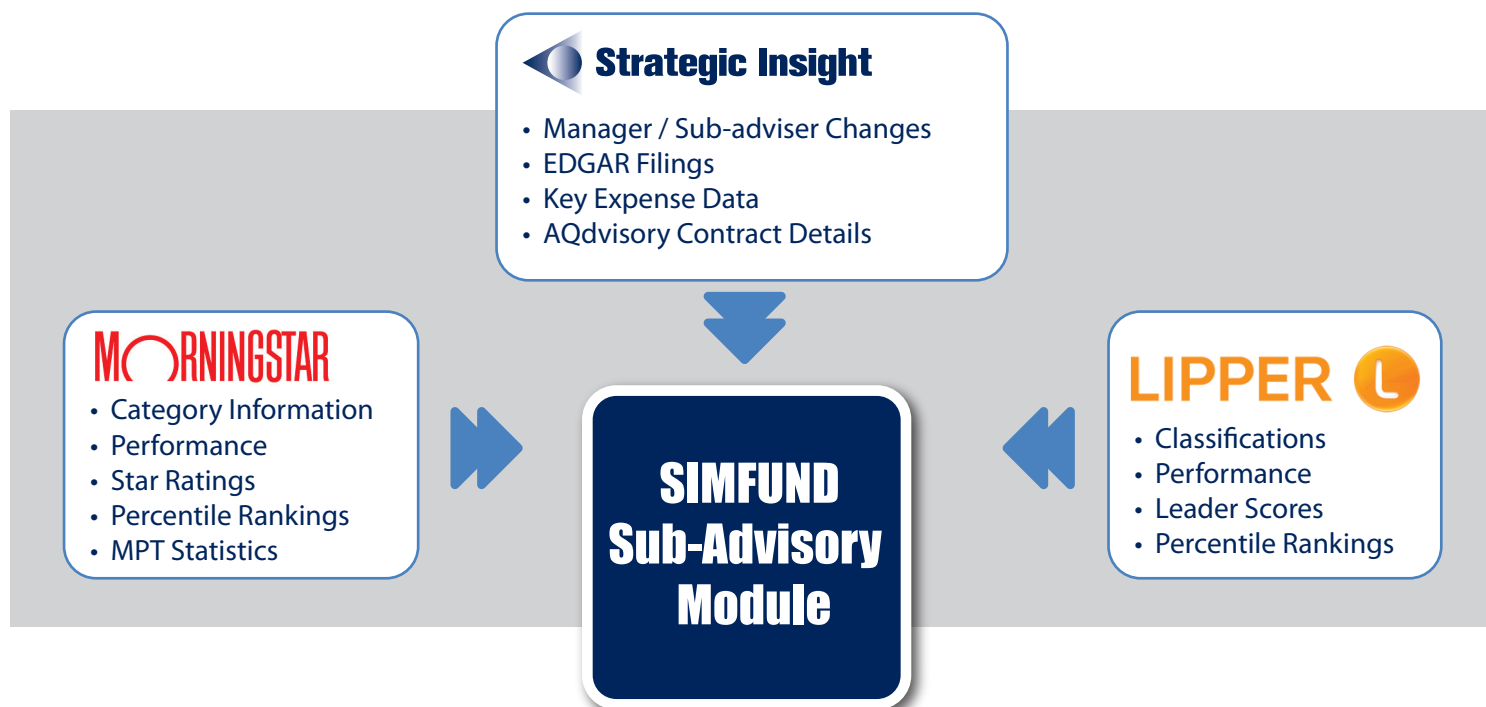 Strategic Insight
• Manager / Sub-adviser Changes
• EDGAR Filings
• Key Expense Data
• AQdvisory Contract Details
MORNINGSTAR
• Category Information
• Performance
• Star Ratings
• Percentile Rankings
• MPT Statistics
SIMFUND
Sub-Advisory
Module
LIPPER L
• Classifications
• Performance
• Leader Scores
• Percentile Rankings